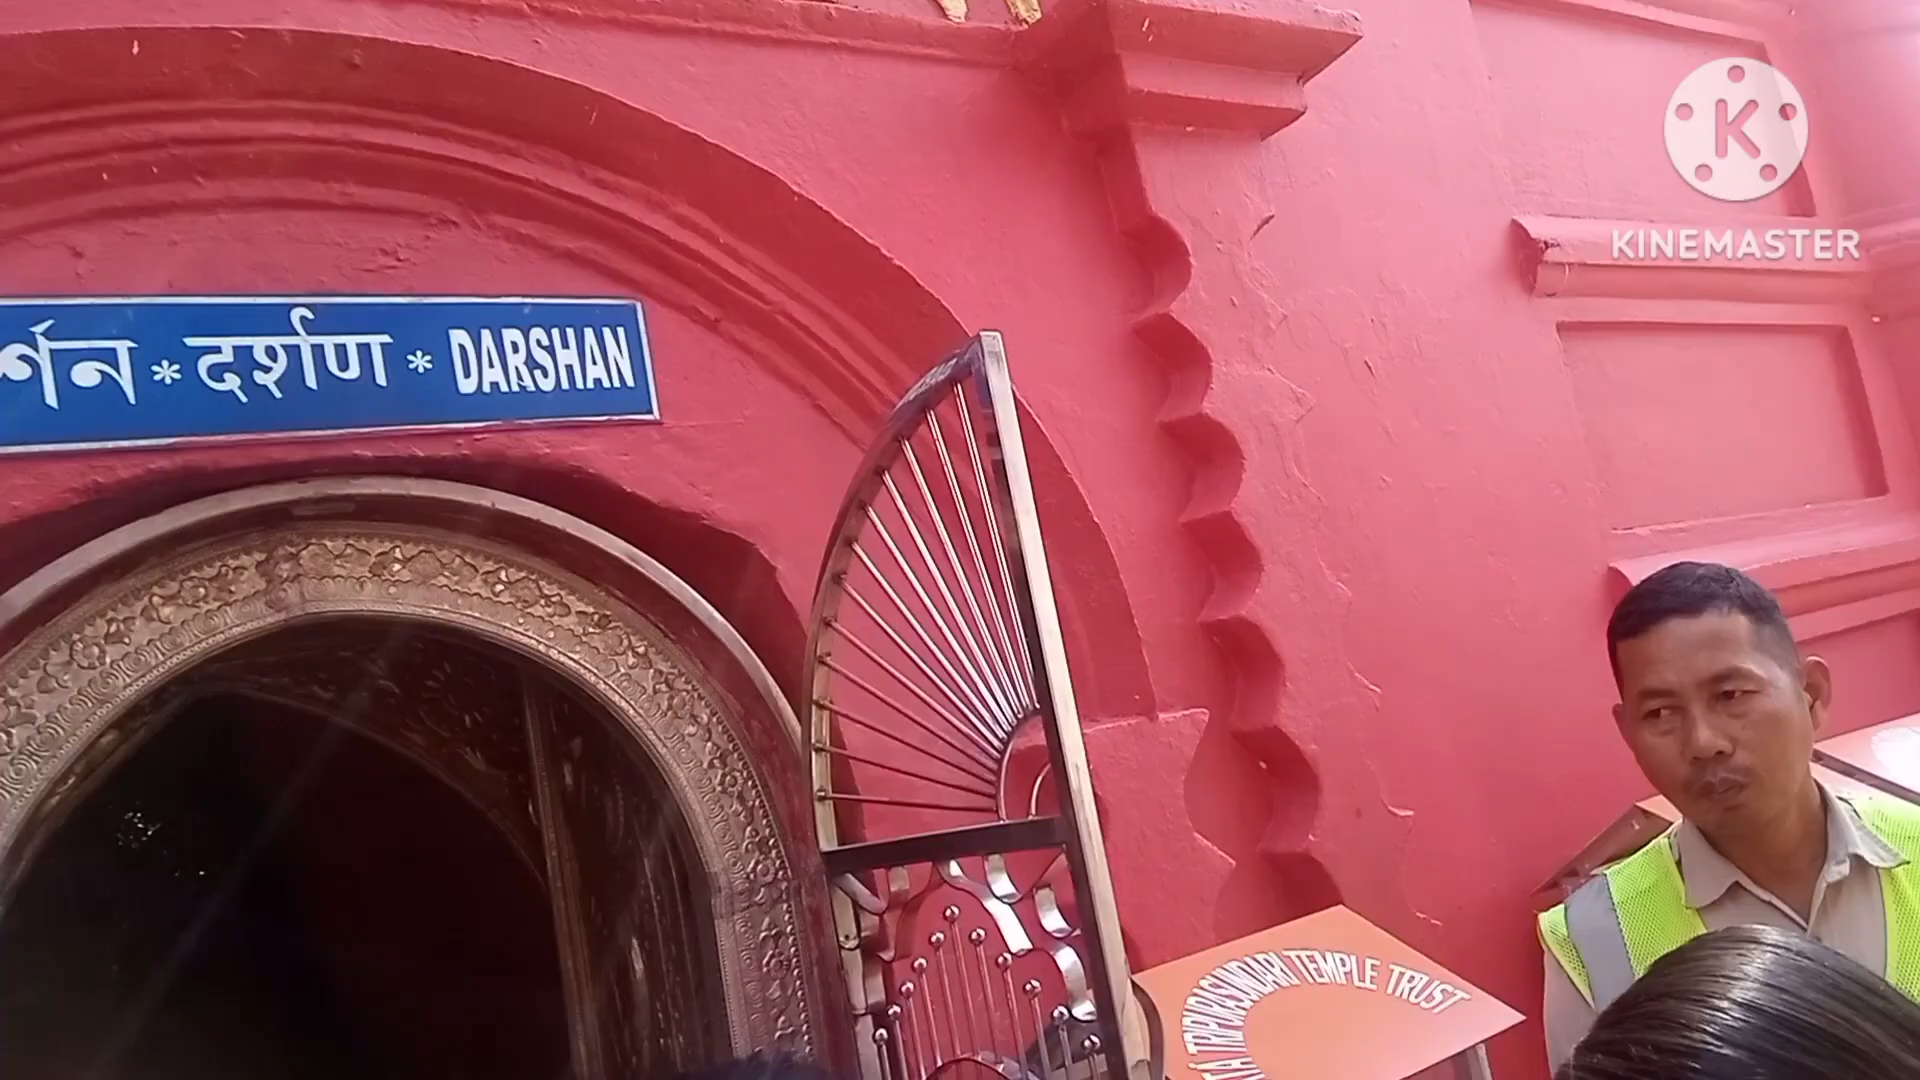 র্শন * दर्शण * DARSHAN
K
KINEMASTER
TRIPURASUNDARI TEMPLE TRUST